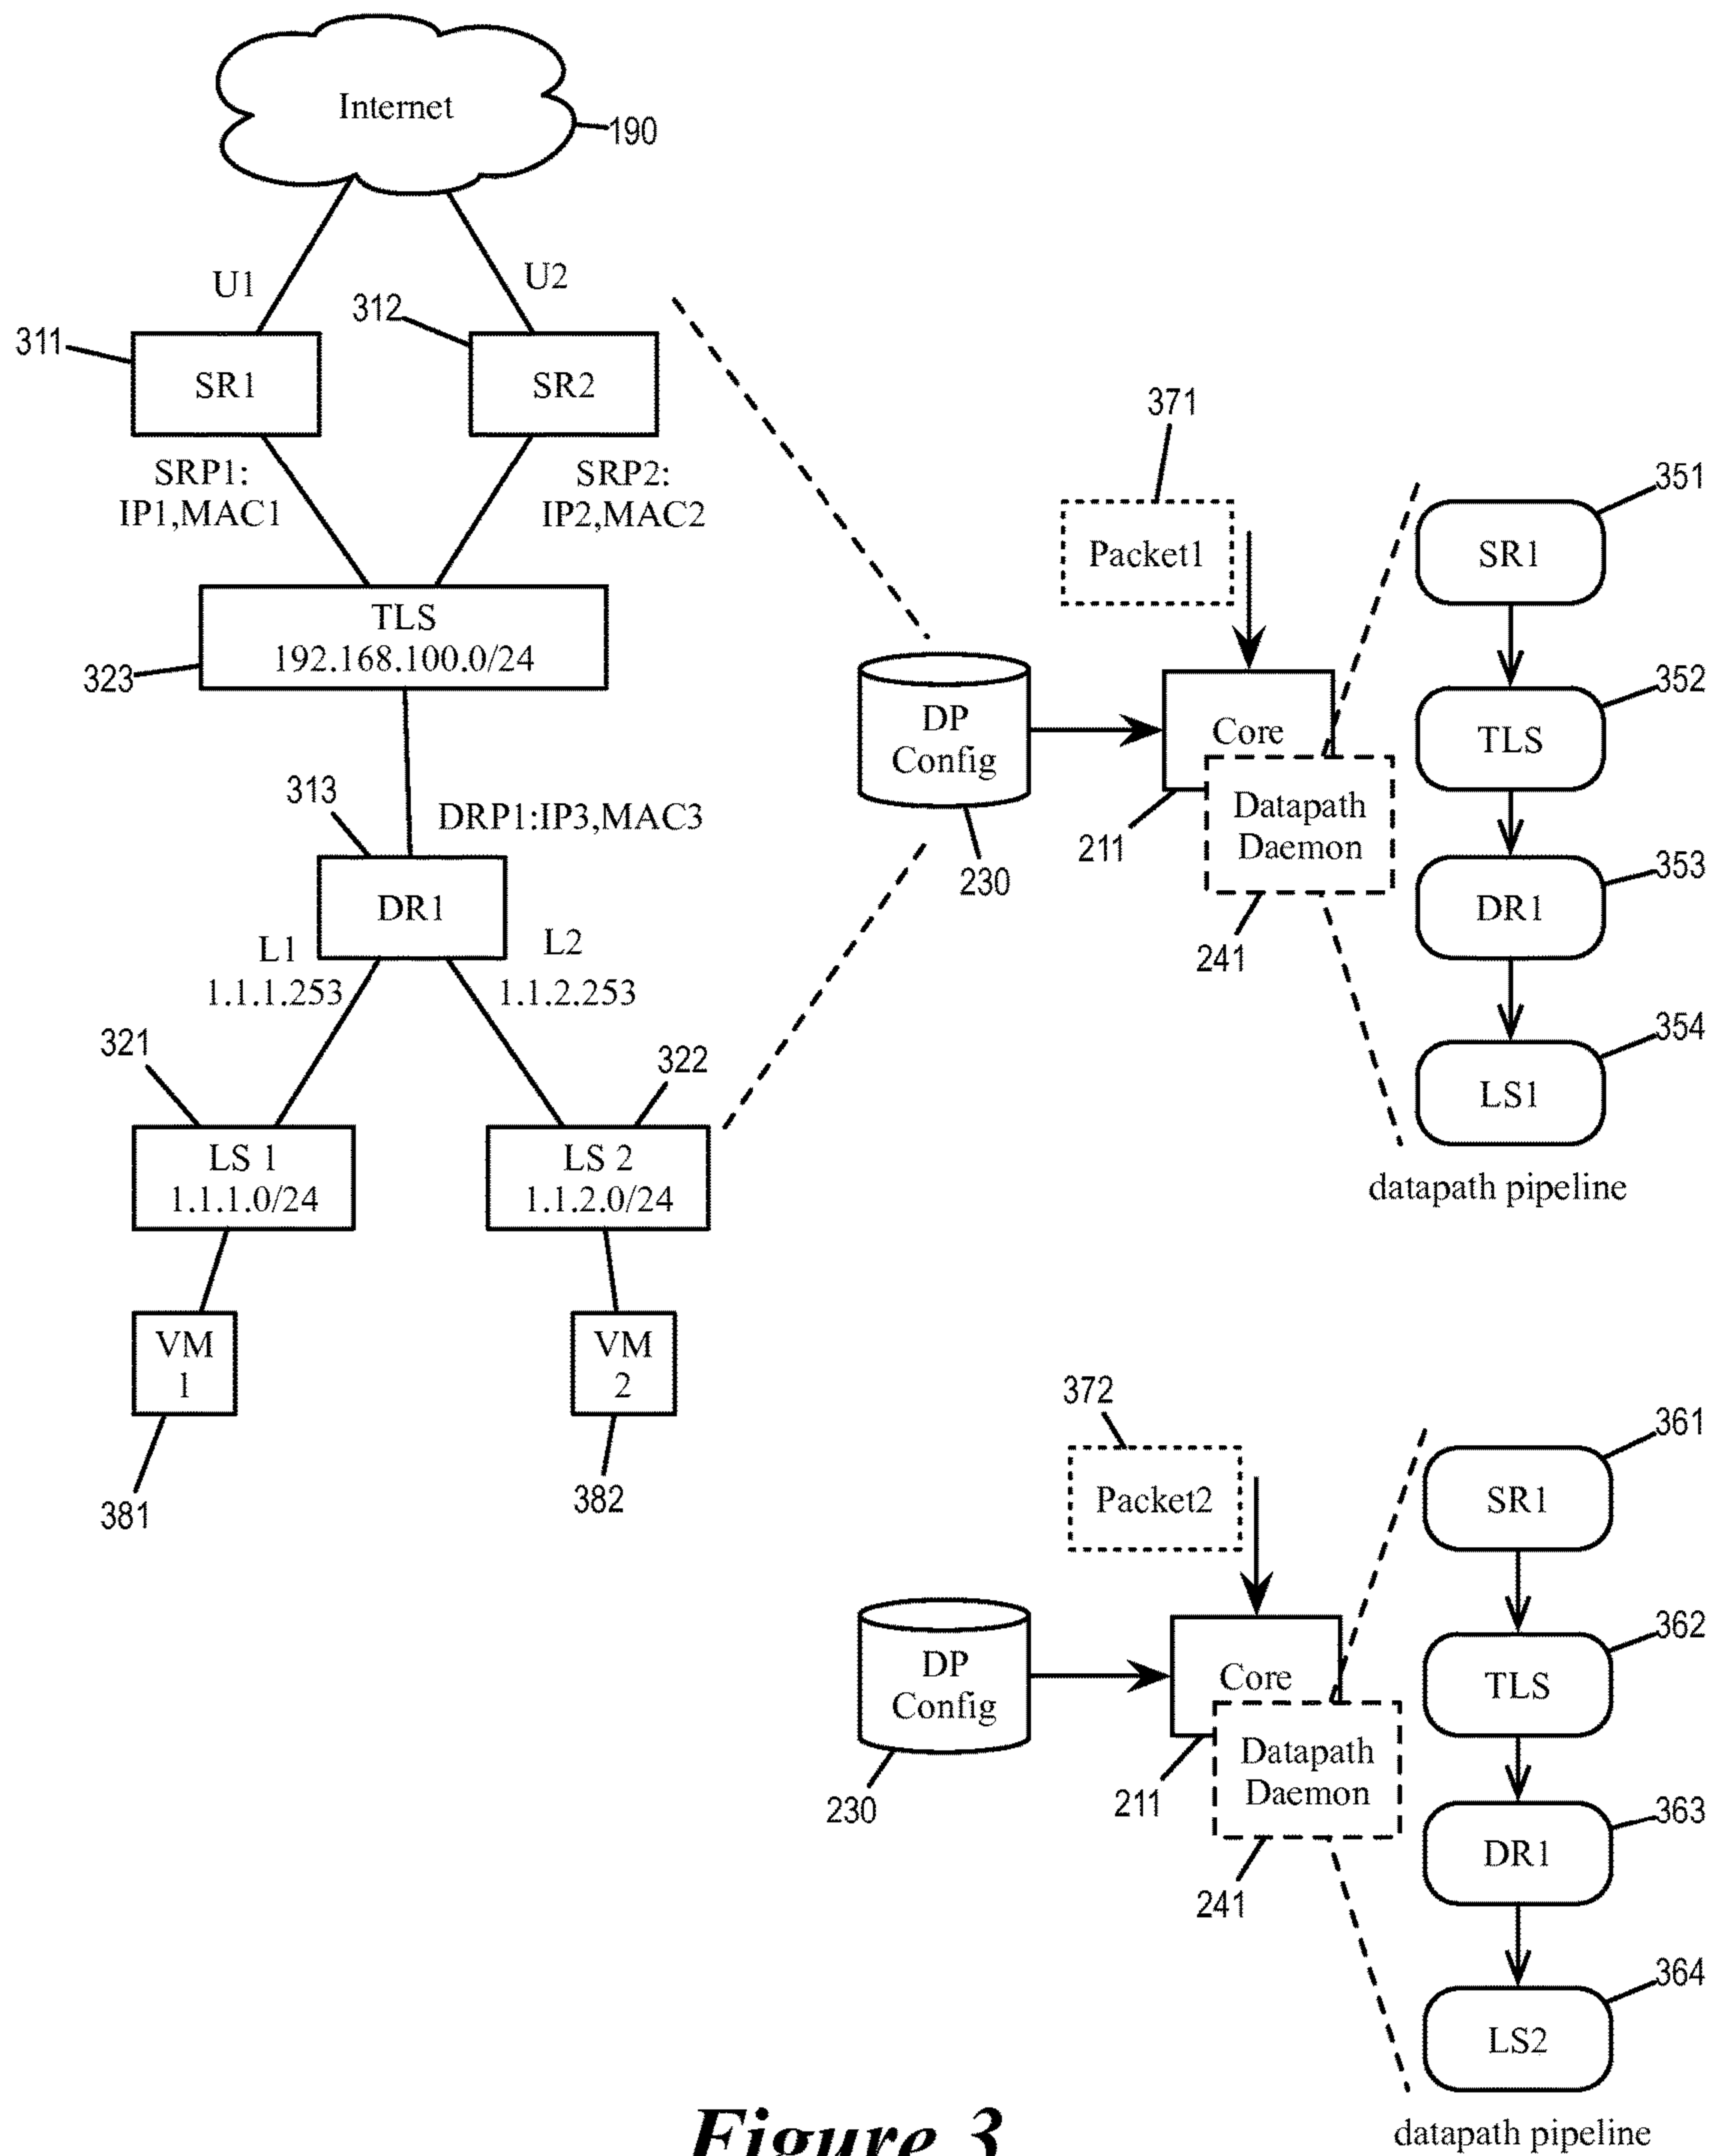 Internet
190
U1
U2
311
312
SR1
SR2
SRP1:
IP1,MAC1
SRP2:
IP2,MAC2
TLS
192.168.100.0/24
323
313
DRP1:IP3,MAC3
DR1
L1
1.1.1.253
L2
1.1.2.253
321
322
LS 1
1.1.1.0/24
LS 2
1.1.2.0/24
VM
1
VM
2
381
382
371
Packet1
DP
Config
230
Core
211
Datapath
Daemon
241
351
SR1
352
TLS
353
DR1
354
LS1
datapath pipeline
372
Packet2
DP
Config
230
Core
211
Datapath
Daemon
241
361
SR1
362
TLS
363
DR1
364
LS2
datapath pipeline
Figure 3